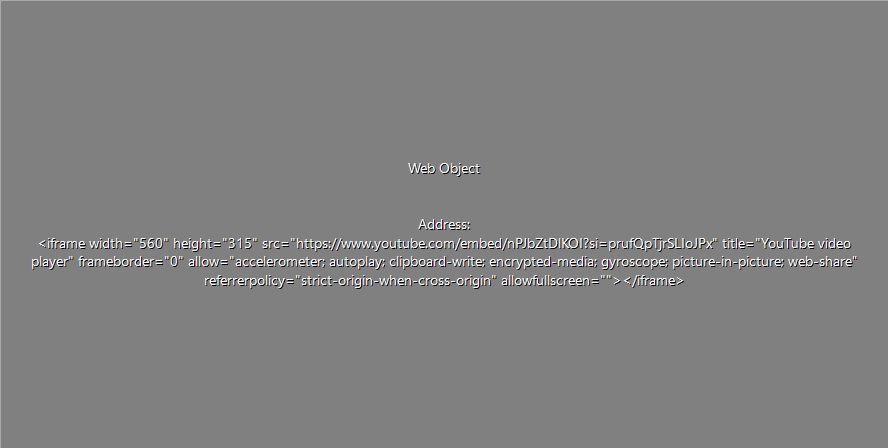 Web Object
Address:
<iframe width="560" height="315" src="https://www.youtube.com/embed/nPJbZtDlKOI?si=prufQpTjrSLIoJPx" title="YouTube video
player" frameborder="0" allow="accelerometer; autoplay; clipboard-write; encrypted-media; gyroscope; picture-in-picture; web-share"
referrerpolicy="strict-origin-when-cross-origin" allowfullscreen=""></iframe>